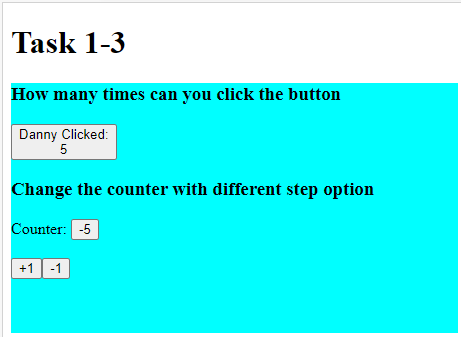 Task 1-3
How many times can you click the button
Danny Clicked:
5
Change the counter with different step option
Counter: -5
+1 -1